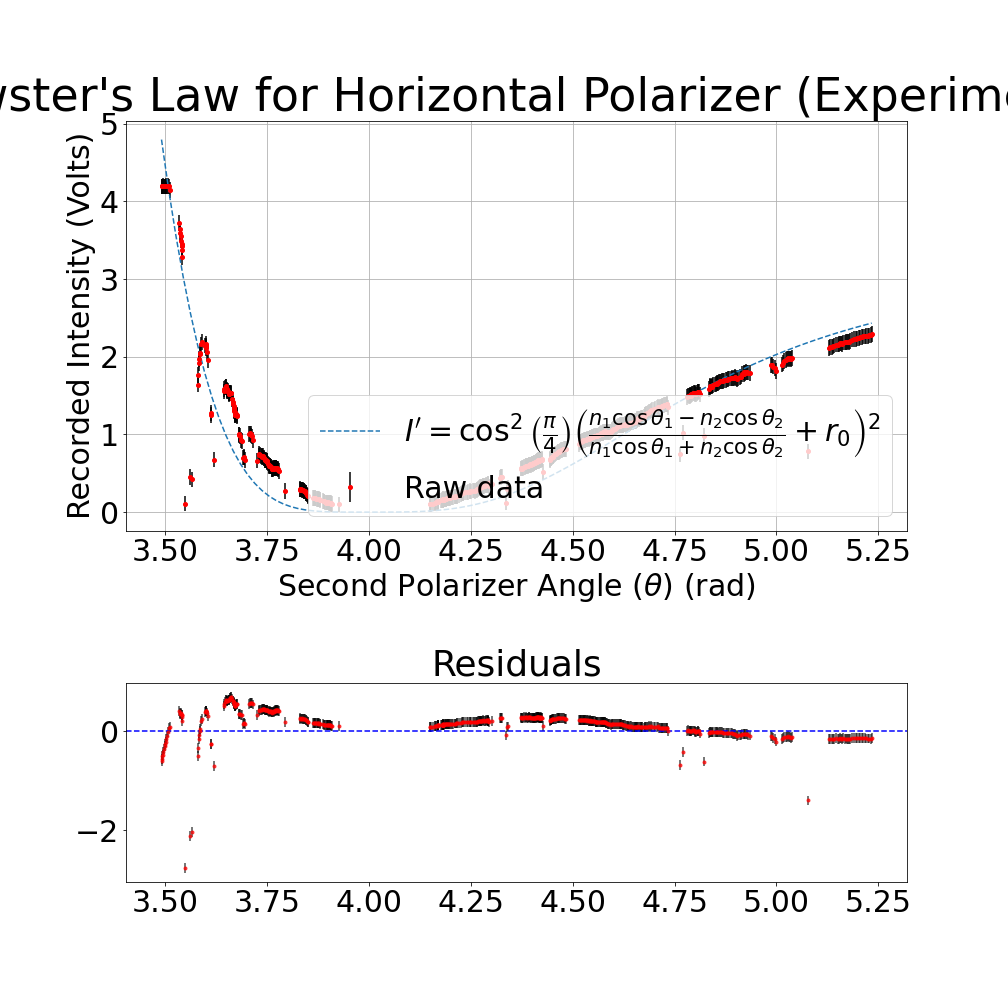 wster's Law for Horizontal Polarizer (Experime
Recorded Intensity (Volts)
5
4
3
2
1
0
I′ = cos² (π/4) ((n₁cos θ₁ − n₂cos θ₂)/(n₁cos θ₁ + n₂cos θ₂) + r₀)²
Raw data
3.50 3.75 4.00 4.25 4.50 4.75 5.00 5.25
Second Polarizer Angle (θ) (rad)
Residuals
0
−2
3.50 3.75 4.00 4.25 4.50 4.75 5.00 5.25